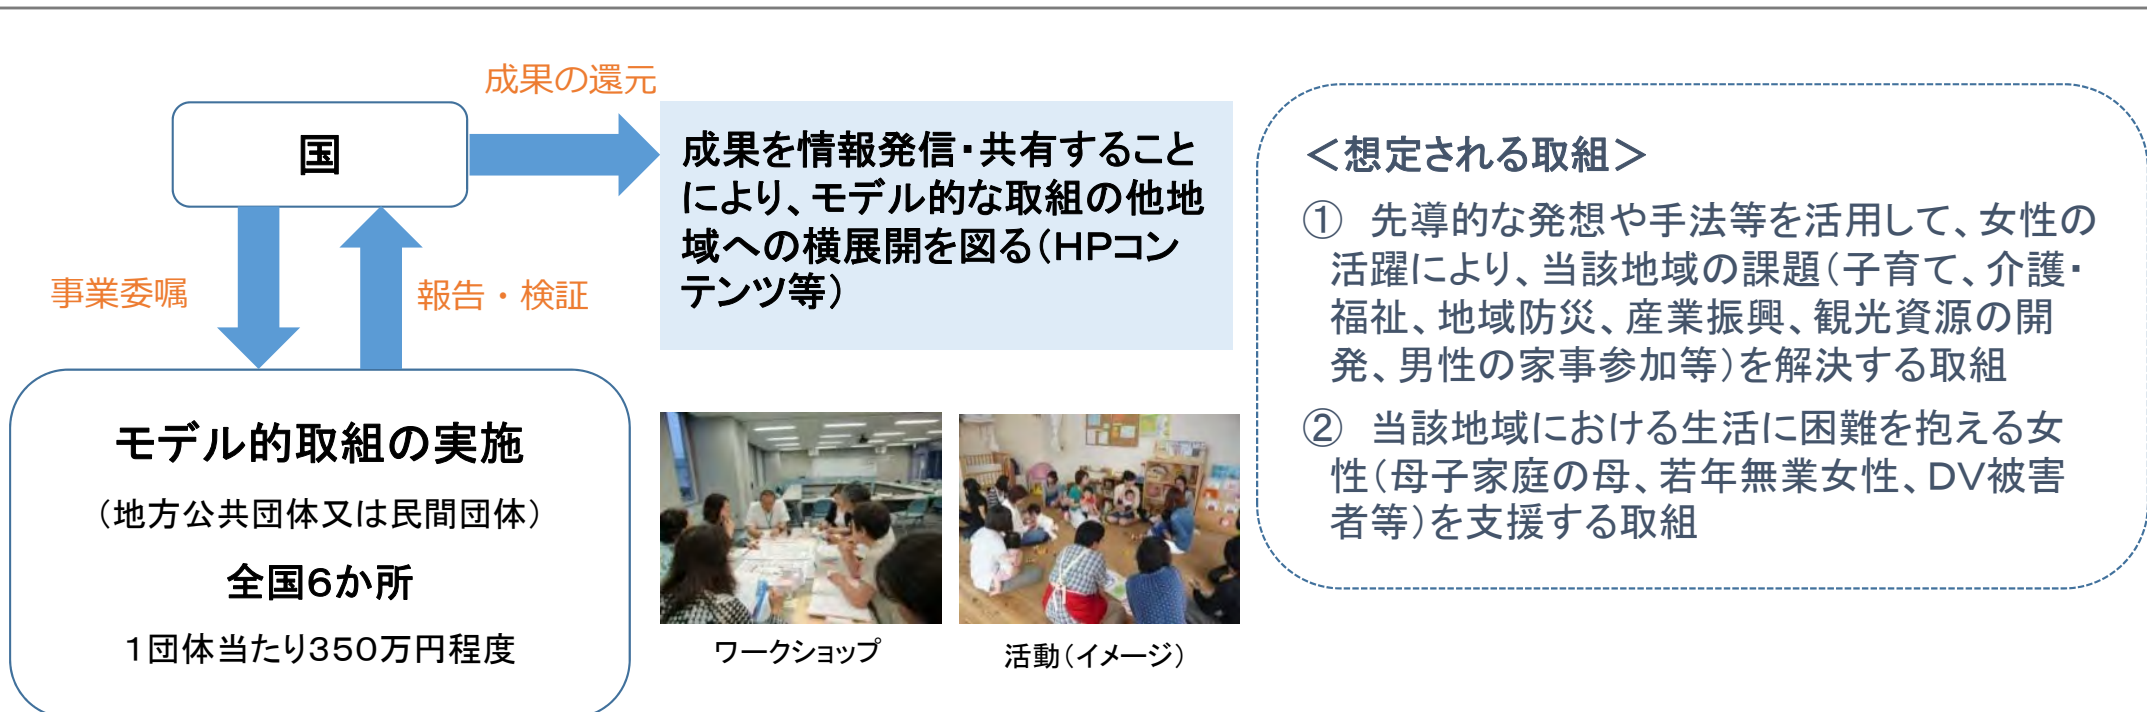 成果の還元
国
事業委嘱
報告・検証
成果を情報発信・共有すること
により、モデル的な取組の他地
域への横展開を図る（HPコン
テンツ等）
モデル的取組の実施
（地方公共団体又は民間団体）
全国６か所
１団体当たり３５０万円程度
ワークショップ
活動（イメージ）
＜想定される取組＞
①　先導的な発想や手法等を活用して、女性の
活躍により、当該地域の課題（子育て、介護・
福祉、地域防災、産業振興、観光資源の開
発、男性の家事参加等）を解決する取組
②　当該地域における生活に困難を抱える女
性（母子家庭の母、若年無業女性、DV被害
者等）を支援する取組